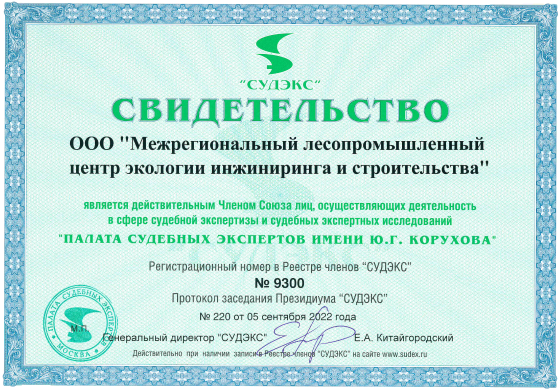 "СУДЭКС"
СВИДЕТЕЛЬСТВО
ООО "Межрегиональный лесопромышленный
центр экологии инжиниринга и строительства"
является действительным Членом Союза лиц, осуществляющих деятельность
в сфере судебной экспертизы и судебных экспертных исследований
"ПАЛАТА СУДЕБНЫХ ЭКСПЕРТОВ ИМЕНИ Ю.Г. КОРУХОВА"
Регистрационный номер в Реестре членов "СУДЭКС"
№ 9300
Протокол заседания Президиума "СУДЭКС"
№ 220 от 05 сентября 2022 года
М.П.
Генеральный директор "СУДЭКС" Е.А. Китайгородский
Действительно при наличии записи в Реестре членов "СУДЭКС" на сайте www.sudex.ru
ПАЛАТА СУДЕБНЫХ ЭКСПЕРТОВ
МОСКВА